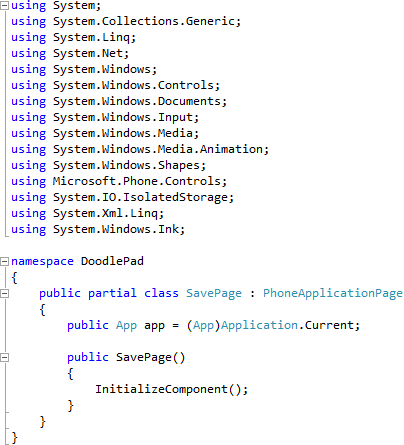 using System;
using System.Collections.Generic;
using System.Linq;
using System.Net;
using System.Windows;
using System.Windows.Controls;
using System.Windows.Documents;
using System.Windows.Input;
using System.Windows.Media;
using System.Windows.Media.Animation;
using System.Windows.Shapes;
using Microsoft.Phone.Controls;
using System.IO.IsolatedStorage;
using System.Xml.Linq;
using System.Windows.Ink;

namespace DoodlePad
{
    public partial class SavePage : PhoneApplicationPage
    {
        public App app = (App)Application.Current;

        public SavePage()
        {
            InitializeComponent();
        }
    }
}